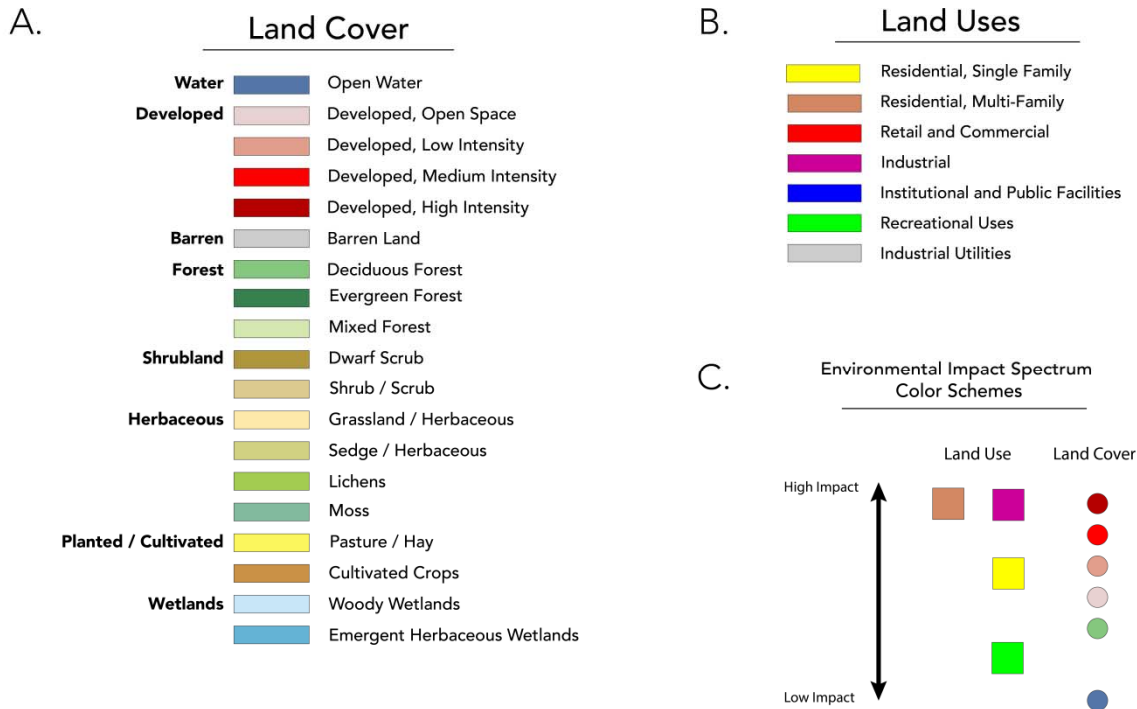 A.
Land Cover
Water Open Water
Developed Developed, Open Space
Developed, Low Intensity
Developed, Medium Intensity
Developed, High Intensity
Barren Barren Land
Forest Deciduous Forest
Evergreen Forest
Mixed Forest
Shrubland Dwarf Scrub
Shrub / Scrub
Herbaceous Grassland / Herbaceous
Sedge / Herbaceous
Lichens
Moss
Planted / Cultivated Pasture / Hay
Cultivated Crops
Wetlands Woody Wetlands
Emergent Herbaceous Wetlands
B.
Land Uses
Residential, Single Family
Residential, Multi-Family
Retail and Commercial
Industrial
Institutional and Public Facilities
Recreational Uses
Industrial Utilities
C.
Environmental Impact Spectrum
Color Schemes
Land Use Land Cover
High Impact
Low Impact